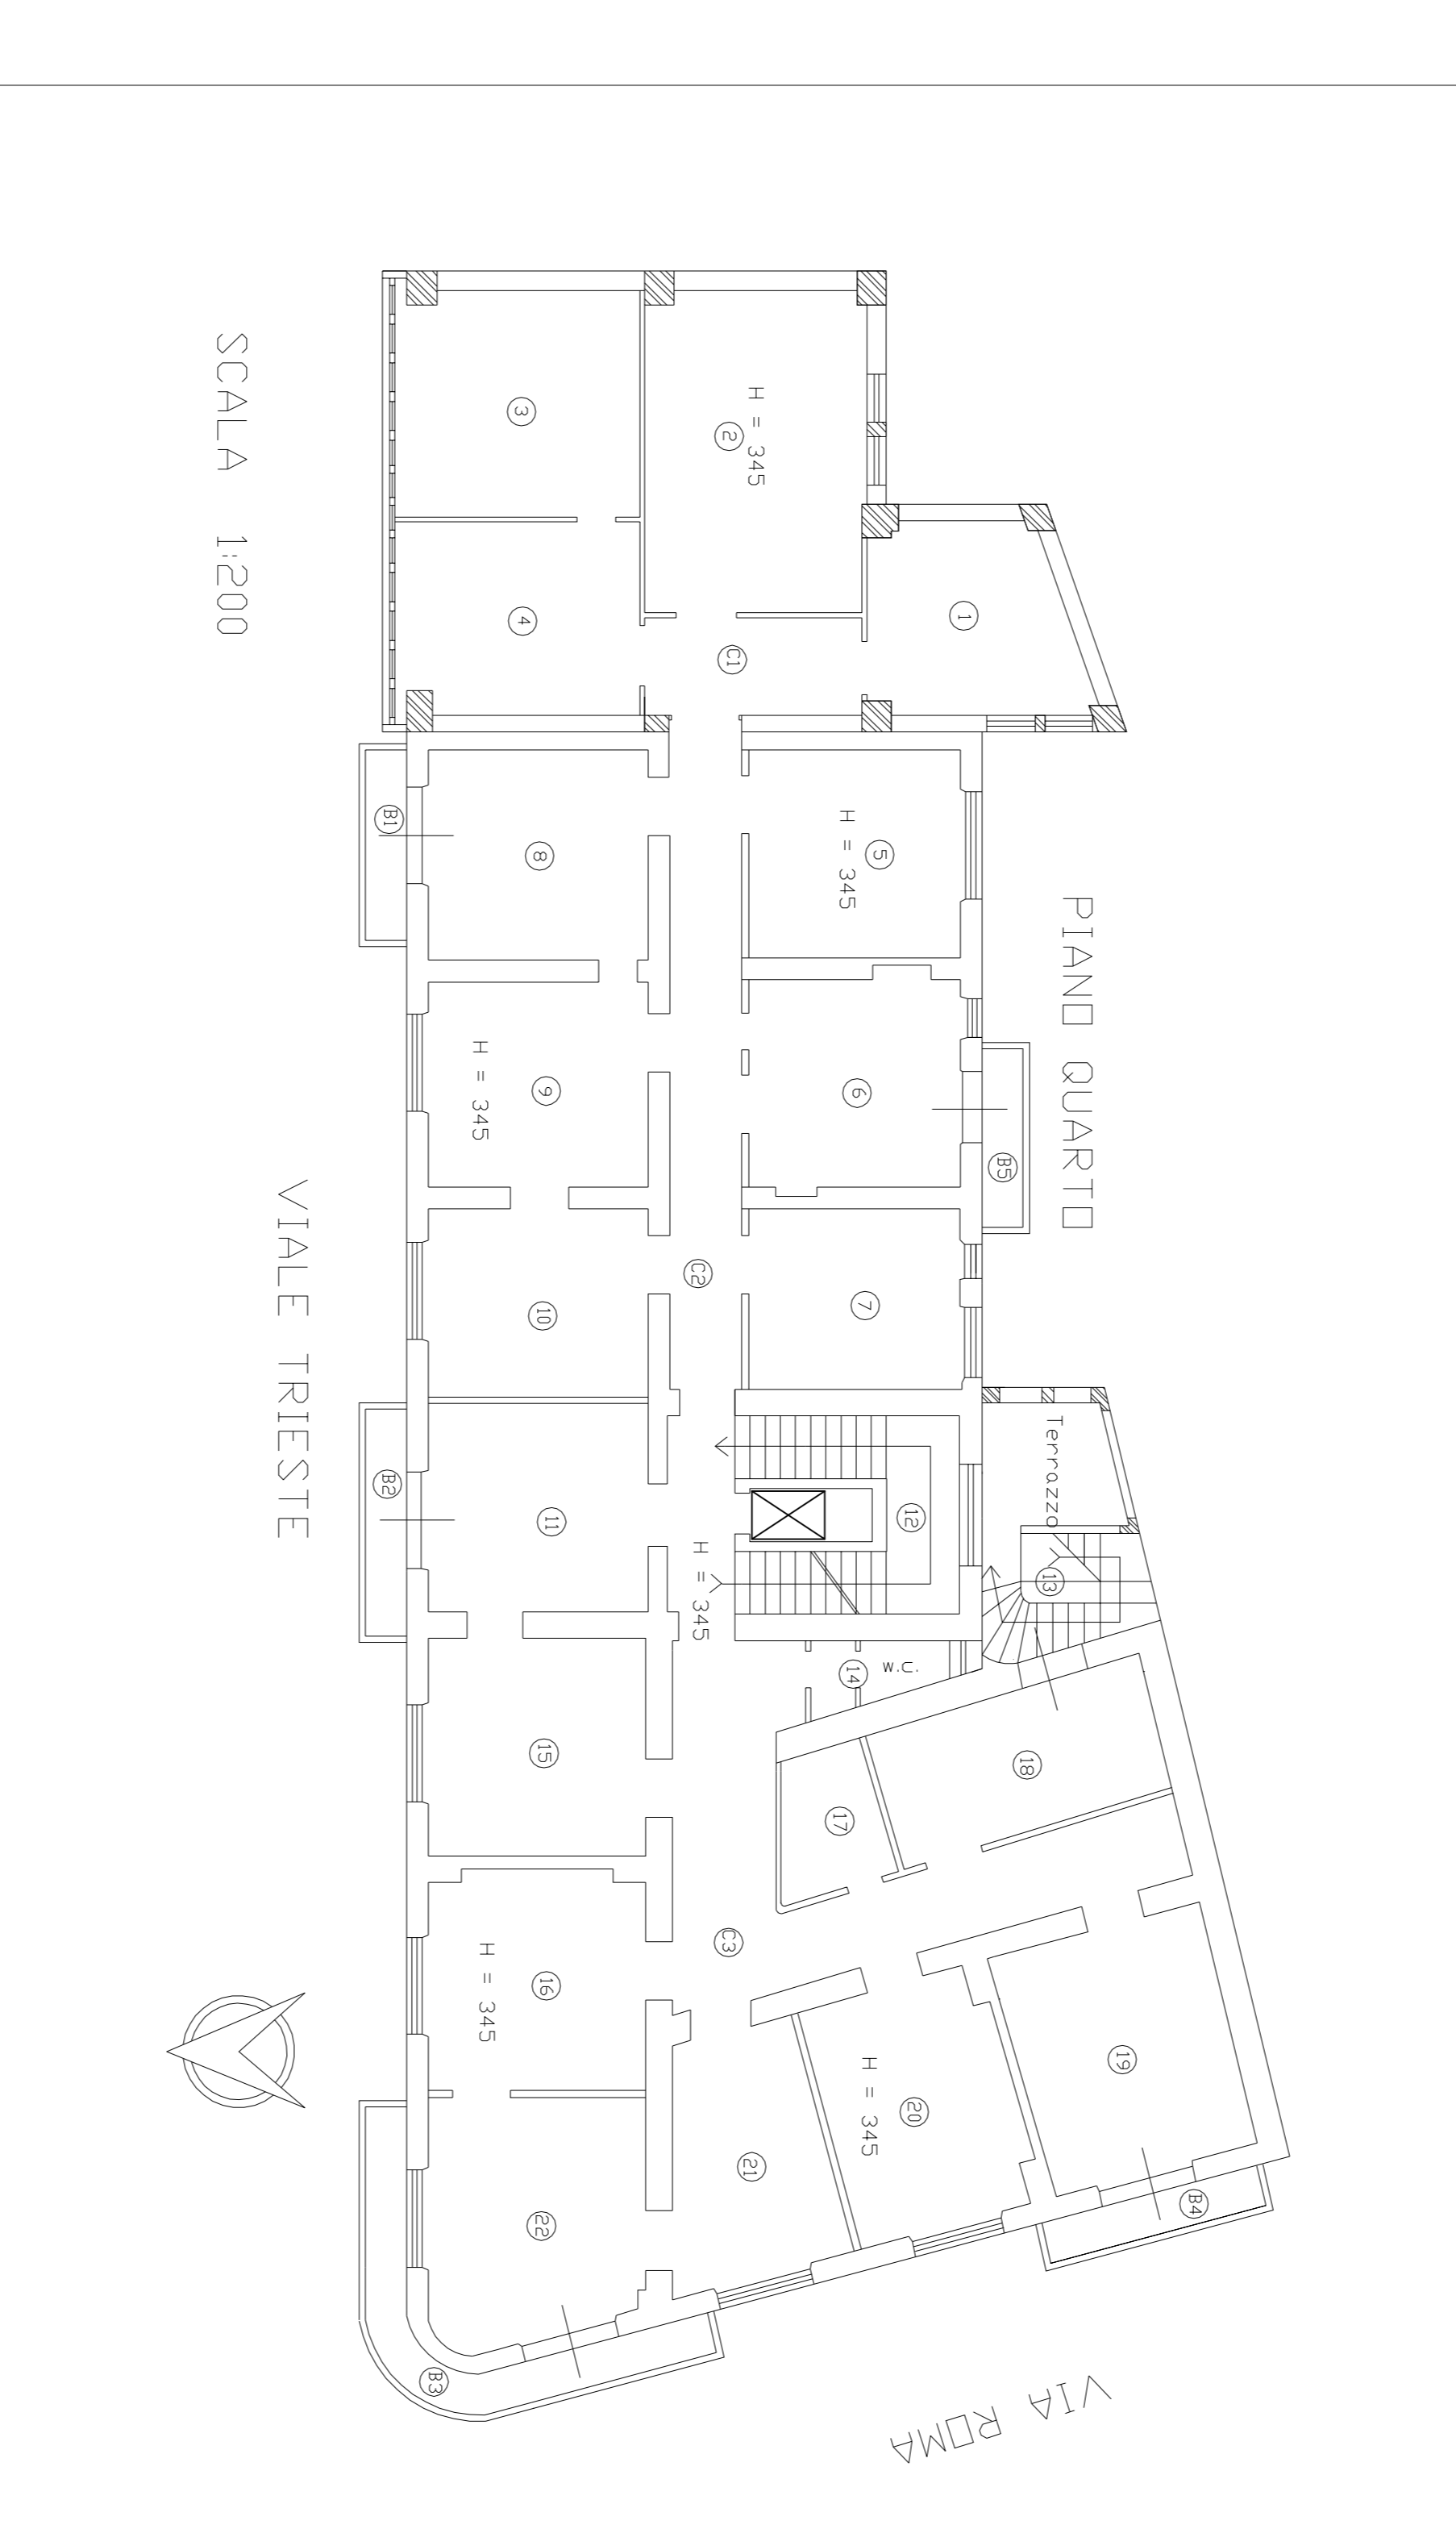 SCALA 1:200
PIANO QUARTO
VIALE TRIESTE
VIA ROMA
Terrazzo
W.C.
1
2
H = 345
3
4
C1
5
H = 345
6
7
8
9
H = 345
10
C2
11
12
H = 345
13
14
15
16
H = 345
17
18
19
20
H = 345
21
22
C3
B1
B2
B3
B4
B5